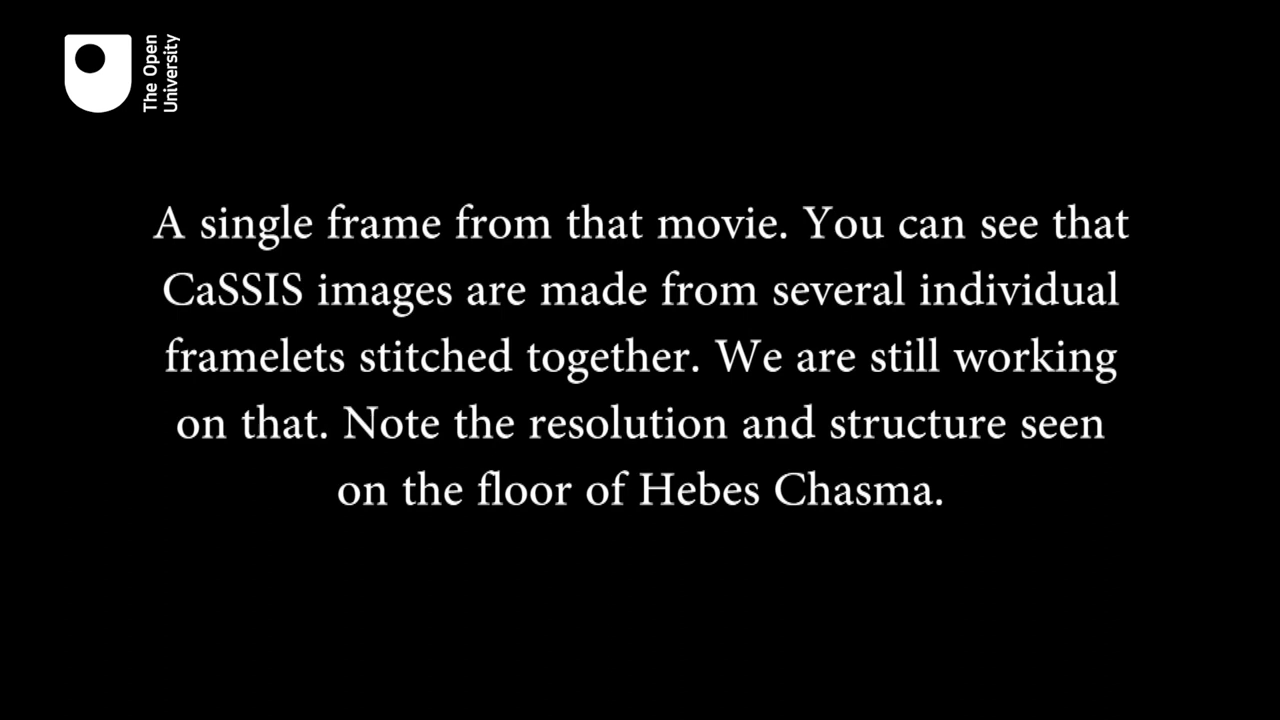 The Open
University
A single frame from that movie. You can see that
CaSSIS images are made from several individual
framelets stitched together. We are still working
on that. Note the resolution and structure seen
on the floor of Hebes Chasma.